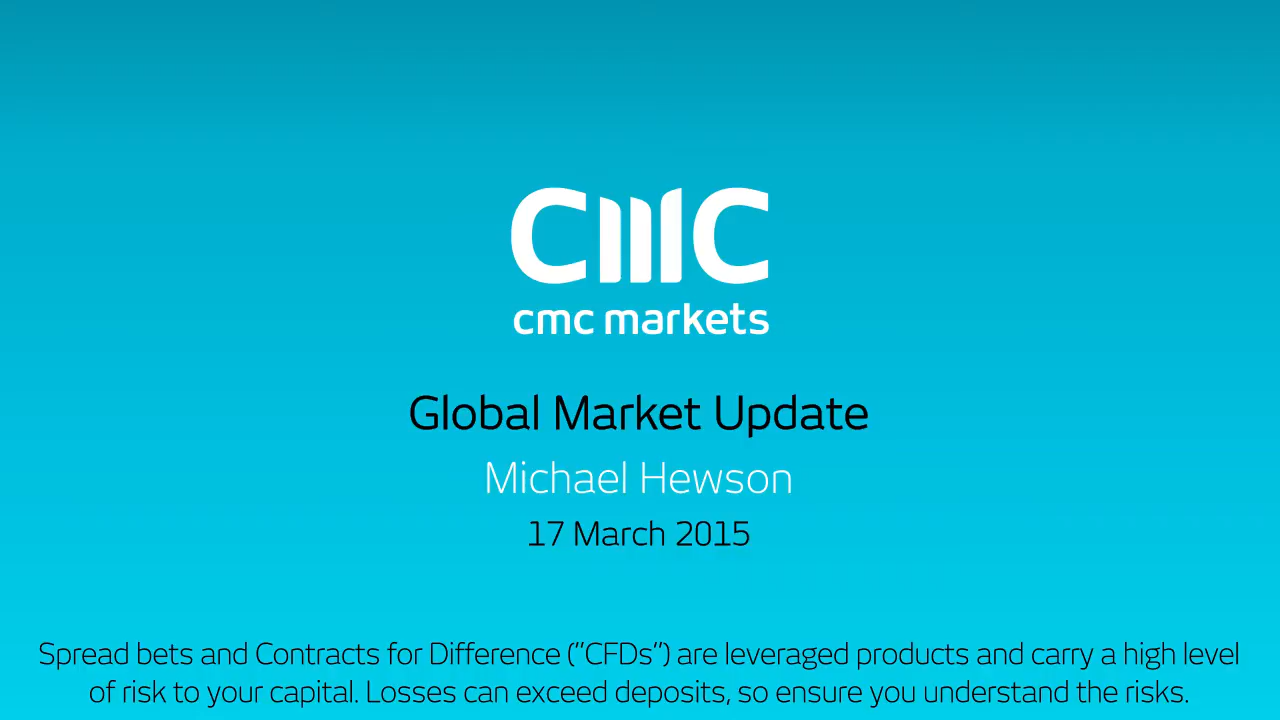 CMC
cmc markets
Global Market Update
Michael Hewson
17 March 2015
Spread bets and Contracts for Difference (“CFDs”) are leveraged products and carry a high level
of risk to your capital. Losses can exceed deposits, so ensure you understand the risks.